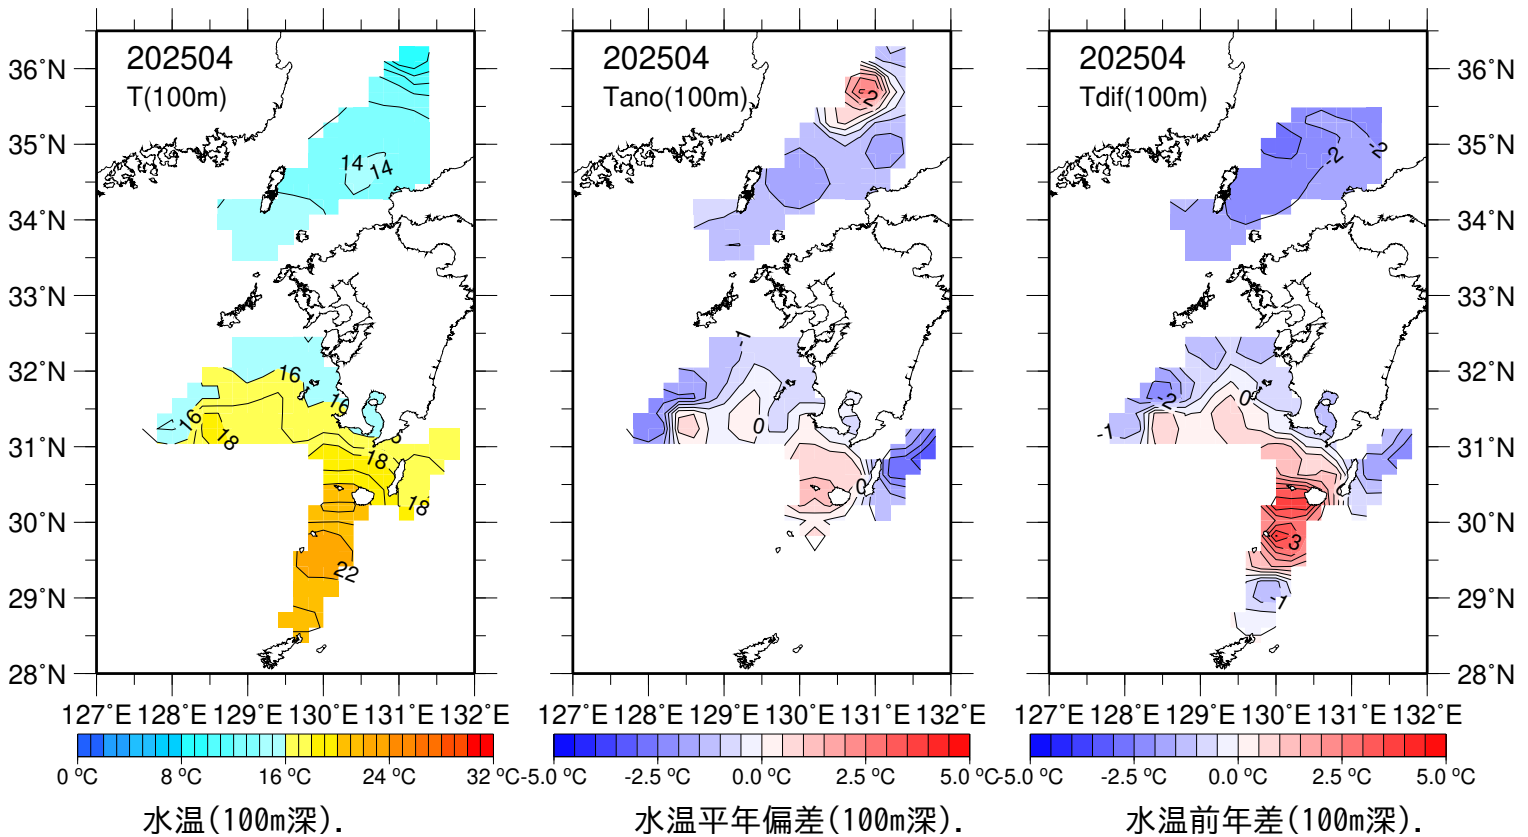 202504
T(100m)
36°N
35°N
34°N
33°N
32°N
31°N
30°N
29°N
28°N
14
14
16
16
16
18
18
18
22
127°E 128°E 129°E 130°E 131°E 132°E
0 °C 8 °C 16 °C 24 °C 32 °C
水温(100m深).
202504
Tano(100m)
2
-1
0
0
127°E 128°E 129°E 130°E 131°E 132°E
-5.0 °C -2.5 °C 0.0 °C 2.5 °C 5.0 °C
水温平年偏差(100m深).
202504
Tdif(100m)
36°N
35°N
34°N
33°N
32°N
31°N
30°N
29°N
28°N
-2
-2
-2
0
-1
3
-1
127°E 128°E 129°E 130°E 131°E 132°E
-5.0 °C -2.5 °C 0.0 °C 2.5 °C 5.0 °C
水温前年差(100m深).